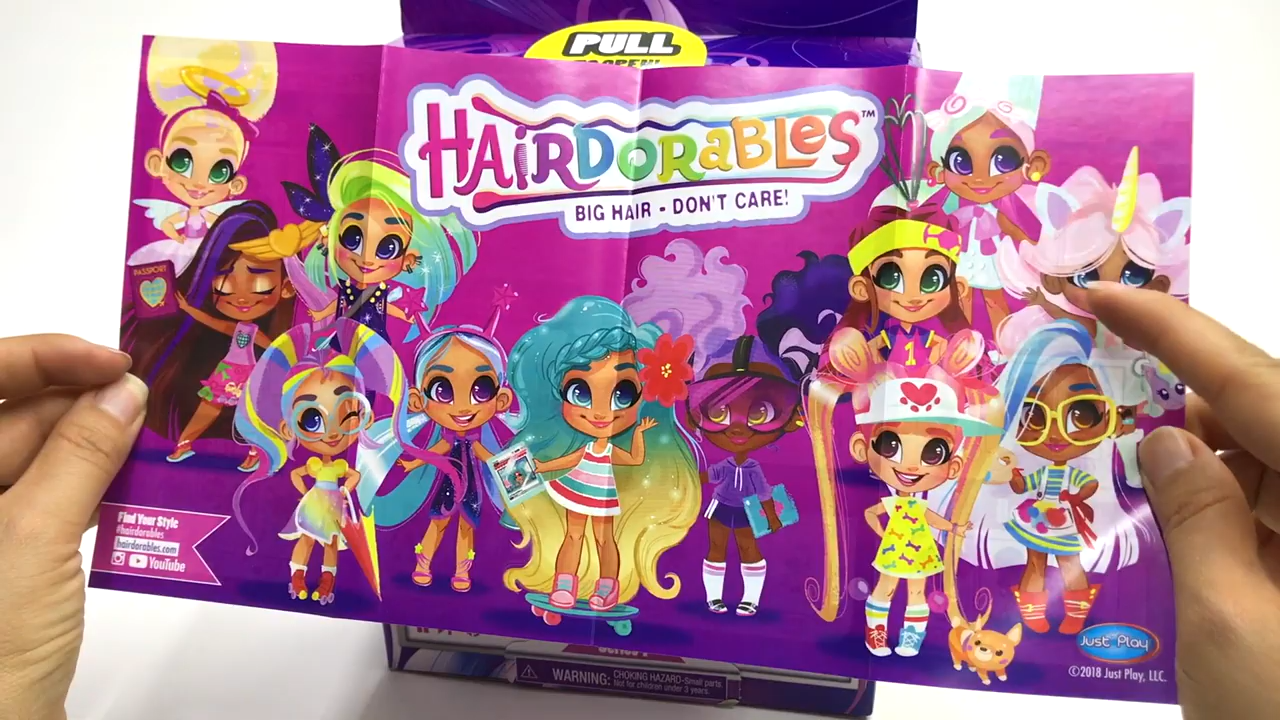 PULL
HAIRDORABLES™
BIG HAIR - DON'T CARE!
PASSPORT
1
Find Your Style
#hairdorables
hairdorables.com
YouTube
Just Play
©2018 Just Play, LLC.
WARNING: CHOKING HAZARD-Small parts.
Not for children under 3 years.